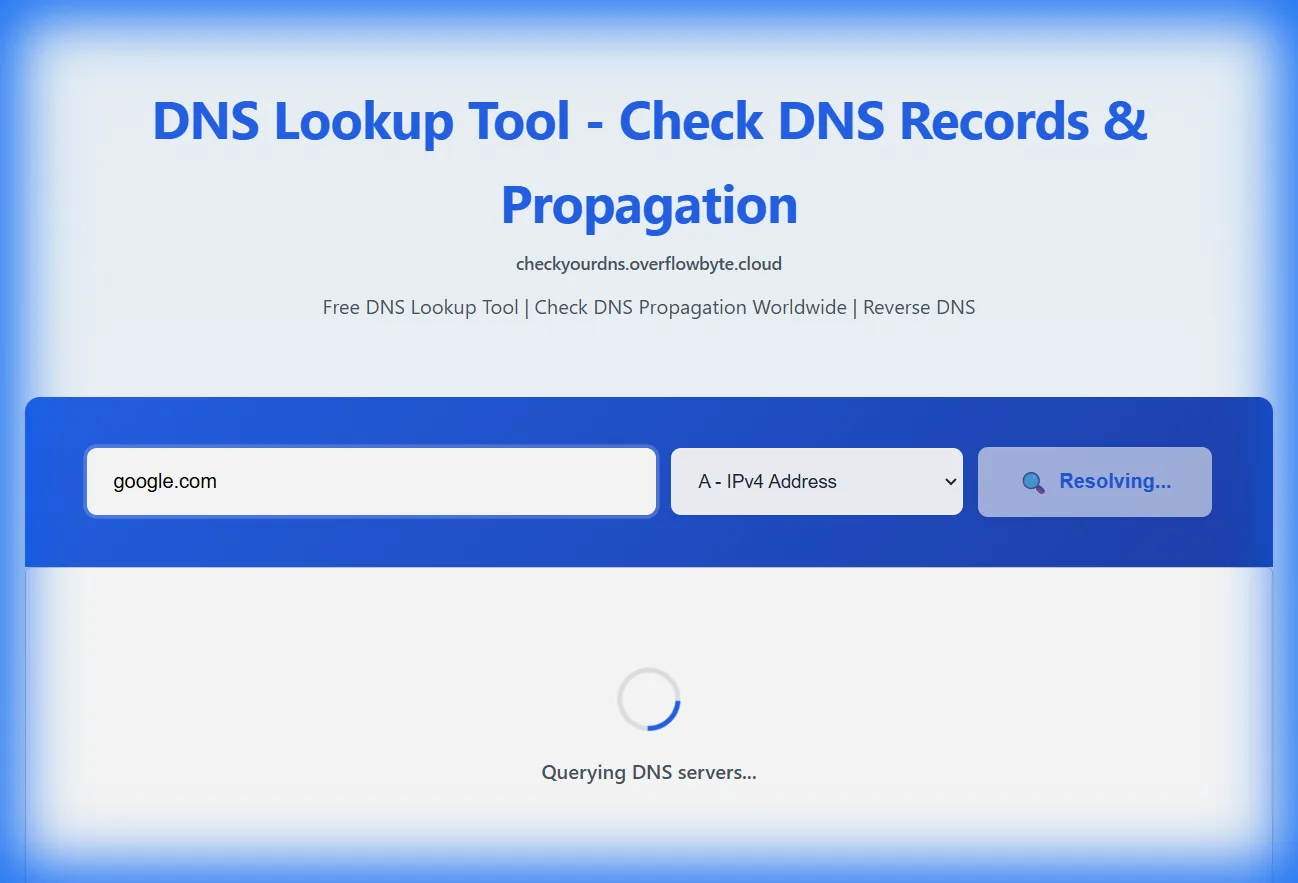 DNS Lookup Tool - Check DNS Records &
Propagation
checkyourdns.overflowbyte.cloud
Free DNS Lookup Tool | Check DNS Propagation Worldwide | Reverse DNS
google.com
A - IPv4 Address
Resolving...
Querying DNS servers...